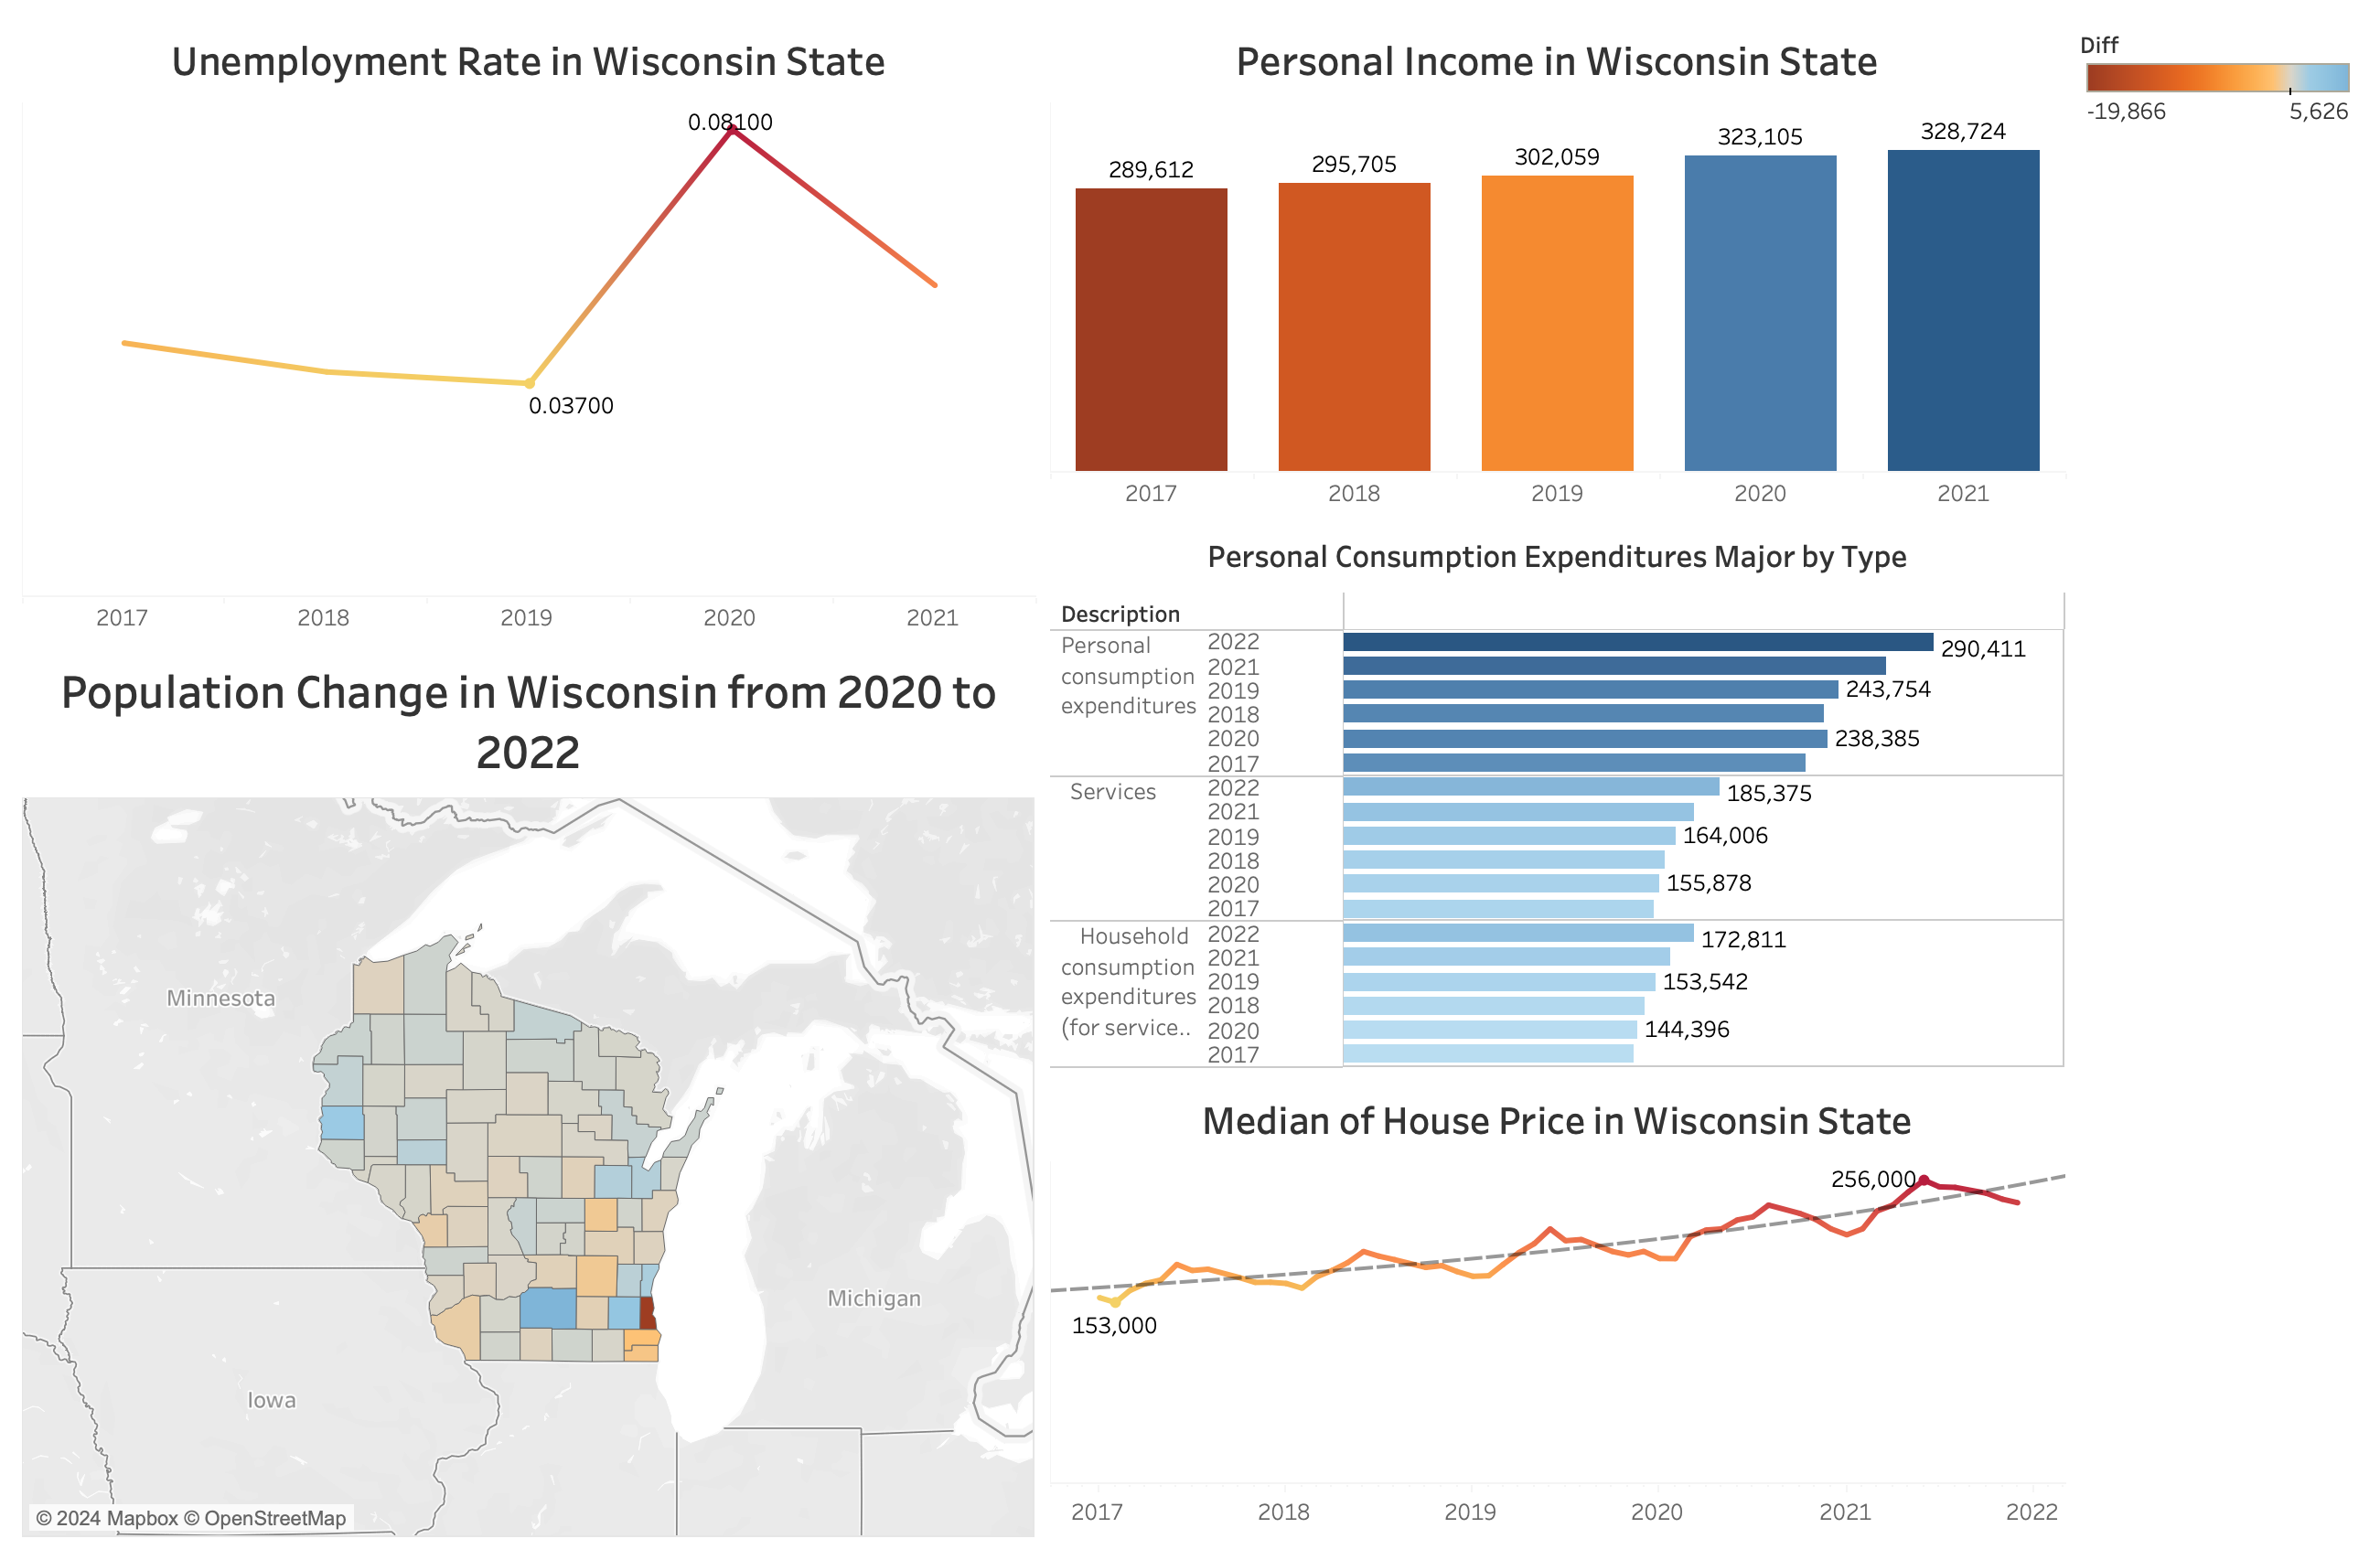 Unemployment Rate in Wisconsin State
0.08100
0.03700
2017 2018 2019 2020 2021
Personal Income in Wisconsin State
289,612 295,705 302,059 323,105 328,724
2017 2018 2019 2020 2021
Diff
-19,866 5,626
Personal Consumption Expenditures Major by Type
Description
Personal
consumption
expenditures
2022 290,411
2021
2019 243,754
2018
2020 238,385
2017
Services
2022 185,375
2021
2019 164,006
2018
2020 155,878
2017
Household
consumption
expenditures
(for service..
2022 172,811
2021
2019 153,542
2018
2020 144,396
2017
Population Change in Wisconsin from 2020 to
2022
Minnesota
Michigan
Iowa
© 2024 Mapbox © OpenStreetMap
Median of House Price in Wisconsin State
256,000
153,000
2017 2018 2019 2020 2021 2022